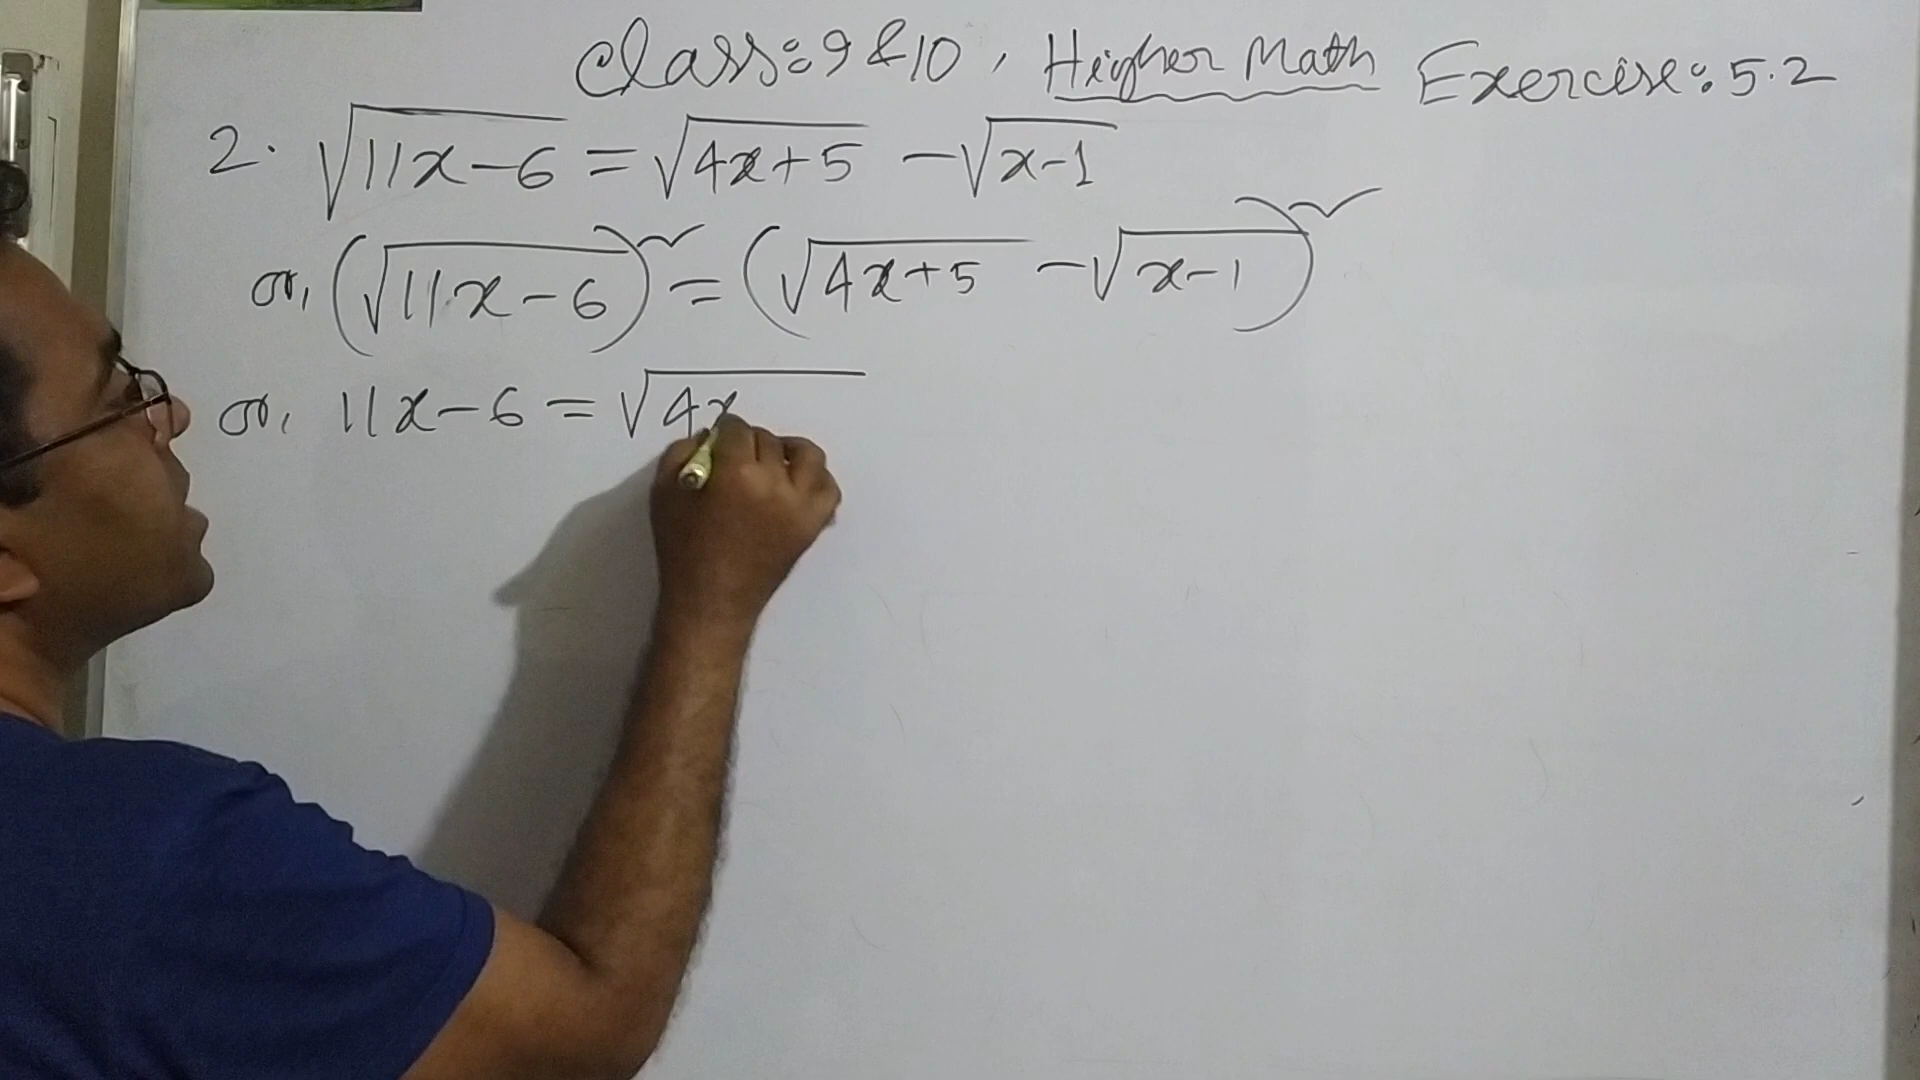 Class: 9 & 10, Higher Math Exercise: 5.2
2. √(11x-6) = √(4x+5) - √(x-1)
or, (√(11x-6))² = (√(4x+5) - √(x-1))²
or, 11x-6 = √(4x